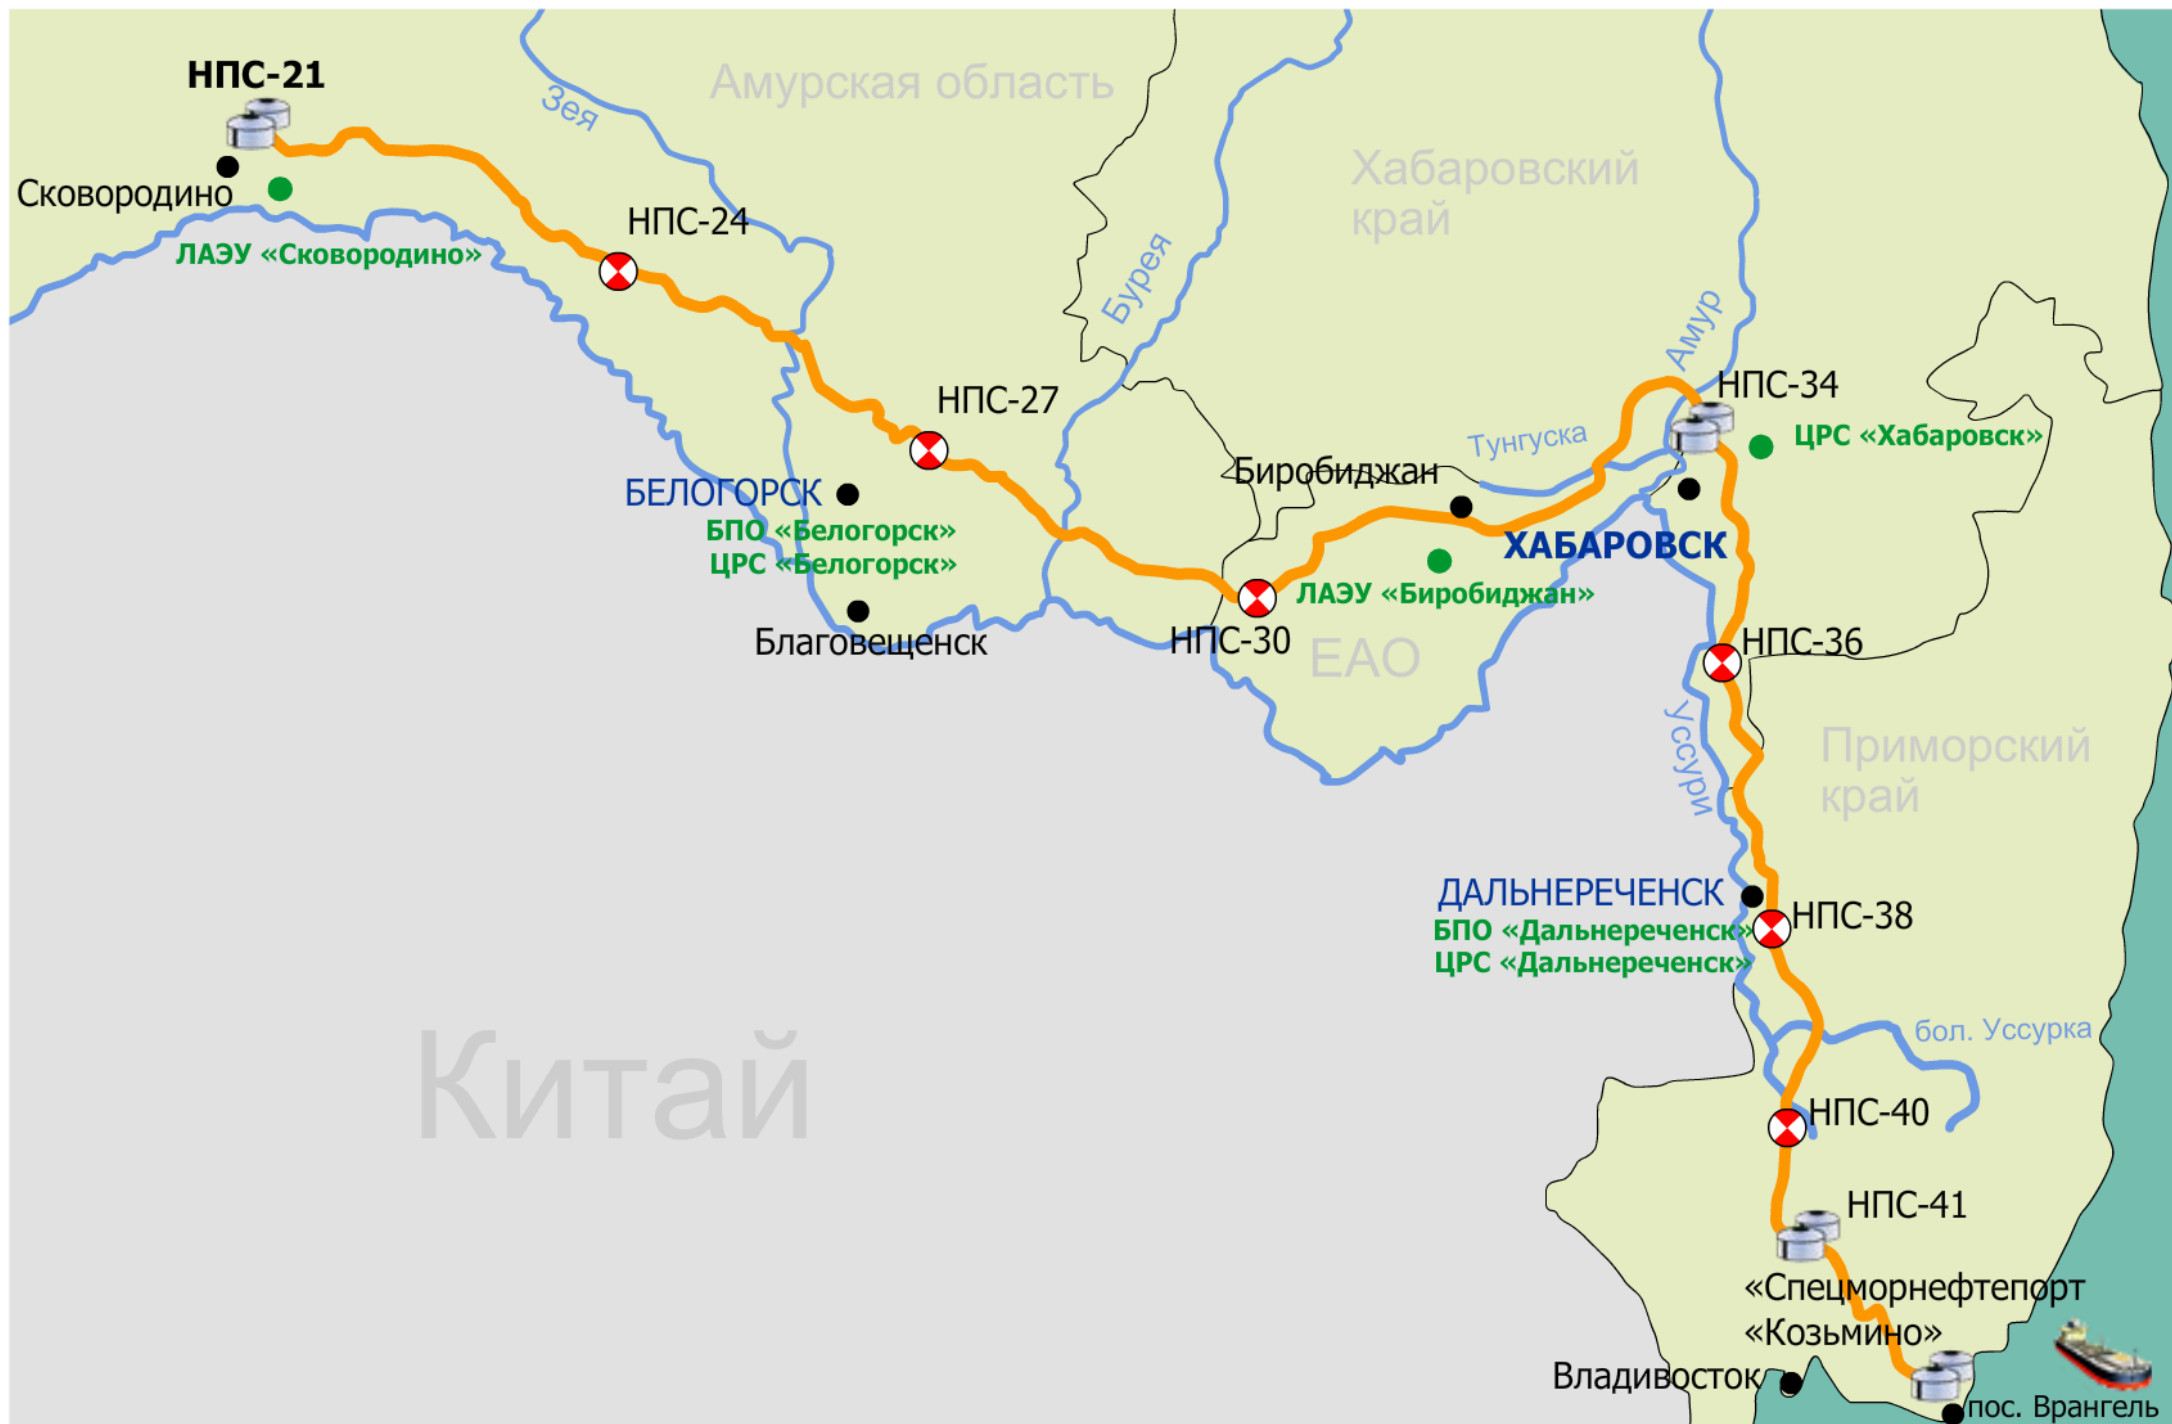 НПС-21
Амурская область
Зея
Хабаровский
край
Сковородино
НПС-24
ЛАЭУ «Сковородино»
Бурея
Амур
НПС-27
НПС-34
Тунгуска
ЦРС «Хабаровск»
Биробиджан
БЕЛОГОРСК
БПО «Белогорск»
ЦРС «Белогорск»
ХАБАРОВСК
ЛАЭУ «Биробиджан»
Благовещенск
НПС-30
ЕАО
НПС-36
Уссури
Приморский
край
ДАЛЬНЕРЕЧЕНСК
БПО «Дальнереченск»
ЦРС «Дальнереченск»
НПС-38
бол. Уссурка
Китай
НПС-40
НПС-41
«Спецморнефтепорт
«Козьмино»
Владивосток
пос. Врангель